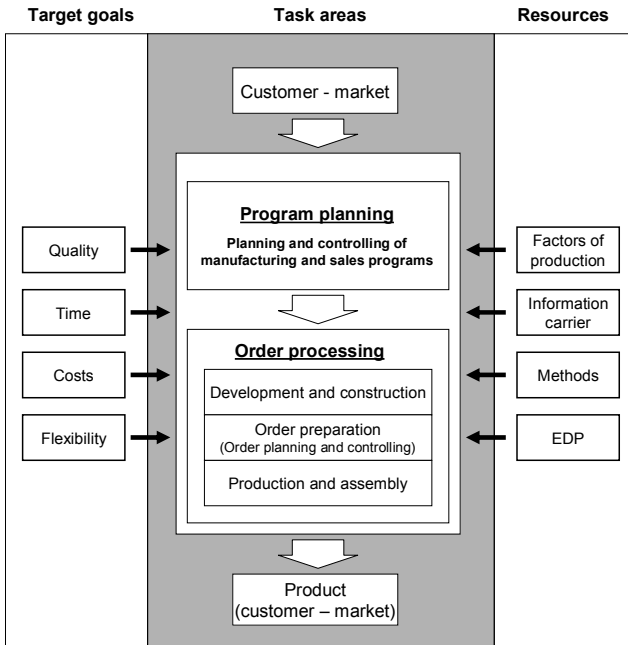 Target goals
Task areas
Resources
Customer - market
Program planning
Planning and controlling of
manufacturing and sales programs
Quality
Time
Costs
Flexibility
Factors of
production
Information
carrier
Methods
EDP
Order processing
Development and construction
Order preparation
(Order planning and controlling)
Production and assembly
Product
(customer – market)